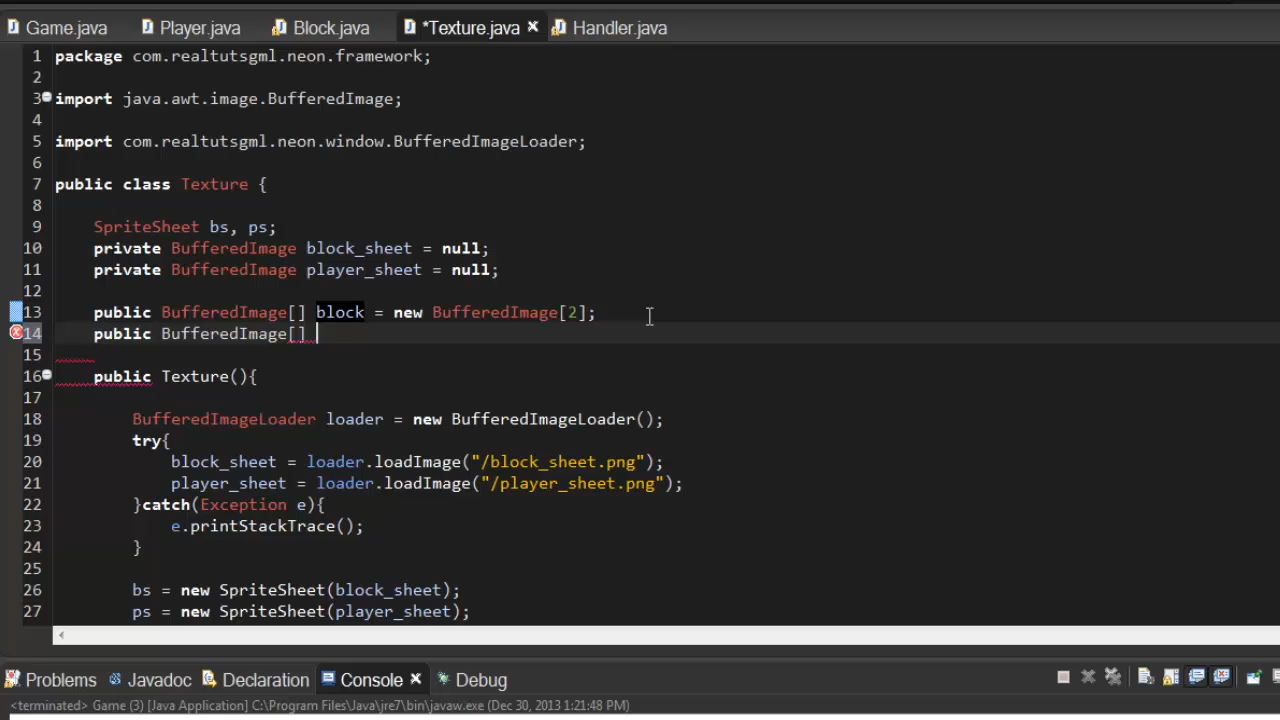 Game.java Player.java Block.java *Texture.java Handler.java
1 package com.realtutsgml.neon.framework;
2
3 import java.awt.image.BufferedImage;
4
5 import com.realtutsgml.neon.window.BufferedImageLoader;
6
7 public class Texture {
8
9 SpriteSheet bs, ps;
10 private BufferedImage block_sheet = null;
11 private BufferedImage player_sheet = null;
12
13 public BufferedImage[] block = new BufferedImage[2];
14 public BufferedImage[]
15
16 public Texture(){
17
18 BufferedImageLoader loader = new BufferedImageLoader();
19 try{
20 block_sheet = loader.loadImage("/block_sheet.png");
21 player_sheet = loader.loadImage("/player_sheet.png");
22 }catch(Exception e){
23 e.printStackTrace();
24 }
25
26 bs = new SpriteSheet(block_sheet);
27 ps = new SpriteSheet(player_sheet);
Problems Javadoc Declaration Console Debug
<terminated> Game (3) [Java Application] C:\Program Files\Java\jre7\bin\javaw.exe (Dec 30, 2013 1:21:48 PM)